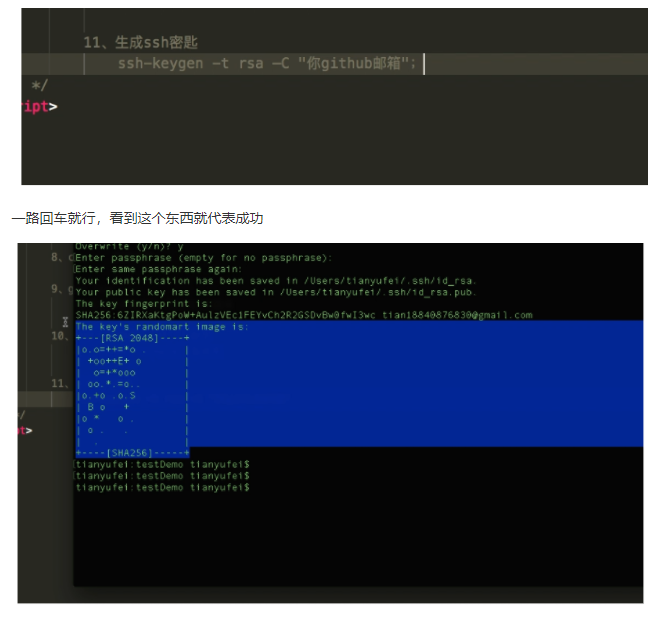 11、生成ssh密匙
ssh-keygen -t rsa -C "你github邮箱";
*/
ript>
一路回车就行，看到这个东西就代表成功
Overwrite (y/n)? y
8、c
Enter passphrase (empty for no passphrase):
Enter same passphrase again:
Your identification has been saved in /Users/tianyufei/.ssh/id_rsa.
9、g
Your public key has been saved in /Users/tianyufei/.ssh/id_rsa.pub.
The key fingerprint is:
SHA256:6ZIRXaKtgPoW+AulzVEc1FEYvCh2R2GSDvBw0fwI3wc tian18840876830@gmail.com
The key's randomart image is:
10、
+---[RSA 2048]----+
|o.o=++=*o .      |
| +oo++E+ o       |
|  o=+*ooo        |
| oo.*.=o..       |
11、
|o.+o .o.S        |
| B o   +         |
|o *   o .        |
| o .   .         |
|  .              |
+----[SHA256]-----+
*/
pt>
tianyufei:testDemo tianyufei$
tianyufei:testDemo tianyufei$
tianyufei:testDemo tianyufei$